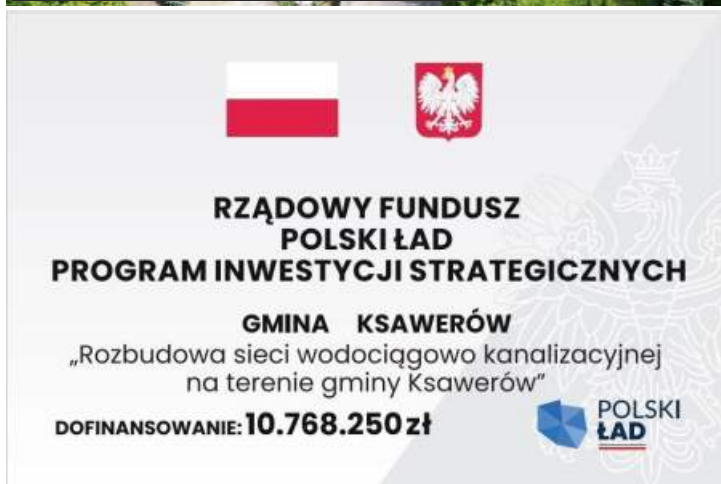 RZĄDOWY FUNDUSZ
POLSKI ŁAD
PROGRAM INWESTYCJI STRATEGICZNYCH
GMINA KSAWERÓW
„Rozbudowa sieci wodociągowo kanalizacyjnej
na terenie gminy Ksawerów”
DOFINANSOWANIE: 10.768.250 zł
POLSKI
ŁAD